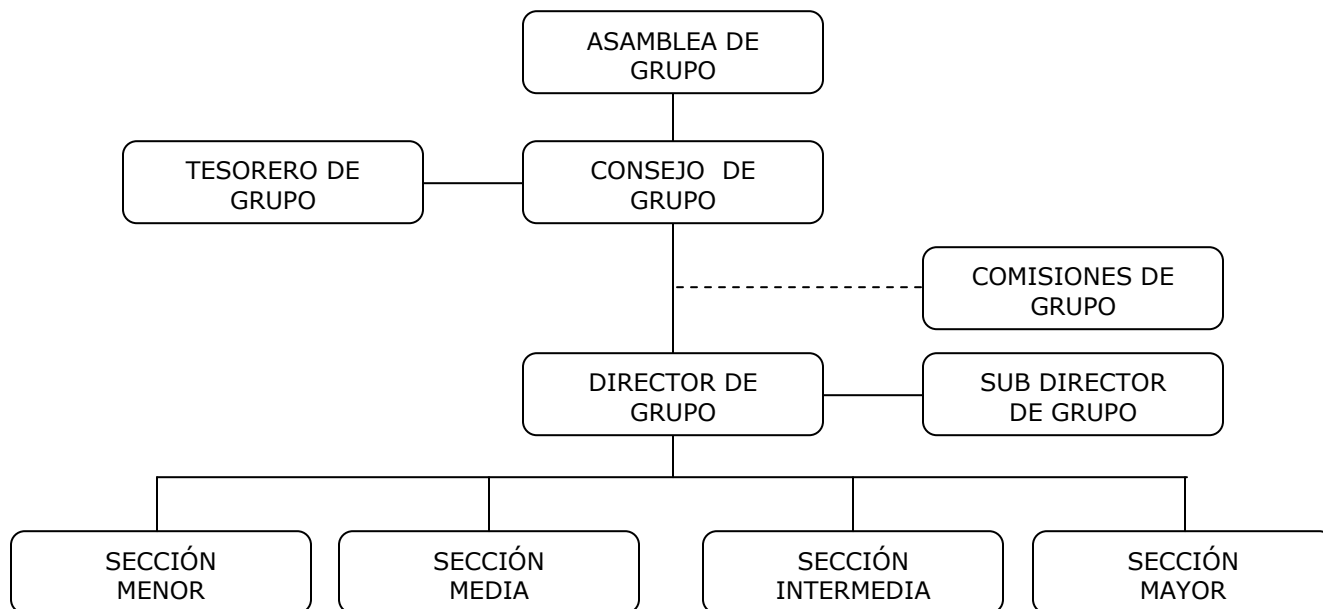 ASAMBLEA DE
GRUPO
TESORERO DE
GRUPO
CONSEJO DE
GRUPO
COMISIONES DE
GRUPO
DIRECTOR DE
GRUPO
SUB DIRECTOR
DE GRUPO
SECCIÓN
MENOR
SECCIÓN
MEDIA
SECCIÓN
INTERMEDIA
SECCIÓN
MAYOR